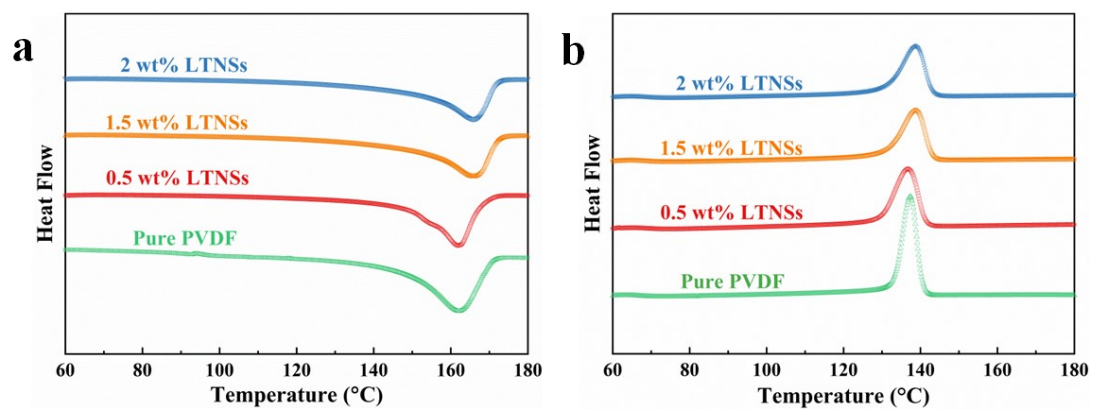 a
2 wt% LTNSs
1.5 wt% LTNSs
0.5 wt% LTNSs
Pure PVDF
Heat Flow
60 80 100 120 140 160 180
Temperature (°C)
b
2 wt% LTNSs
1.5 wt% LTNSs
0.5 wt% LTNSs
Pure PVDF
Heat Flow
60 80 100 120 140 160 180
Temperature (°C)